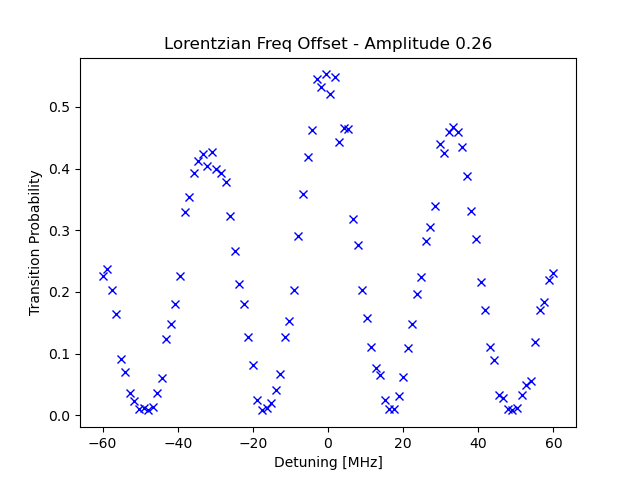 Lorentzian Freq Offset - Amplitude 0.26
Transition Probability
0.5
0.4
0.3
0.2
0.1
0.0
−60 −40 −20 0 20 40 60
Detuning [MHz]